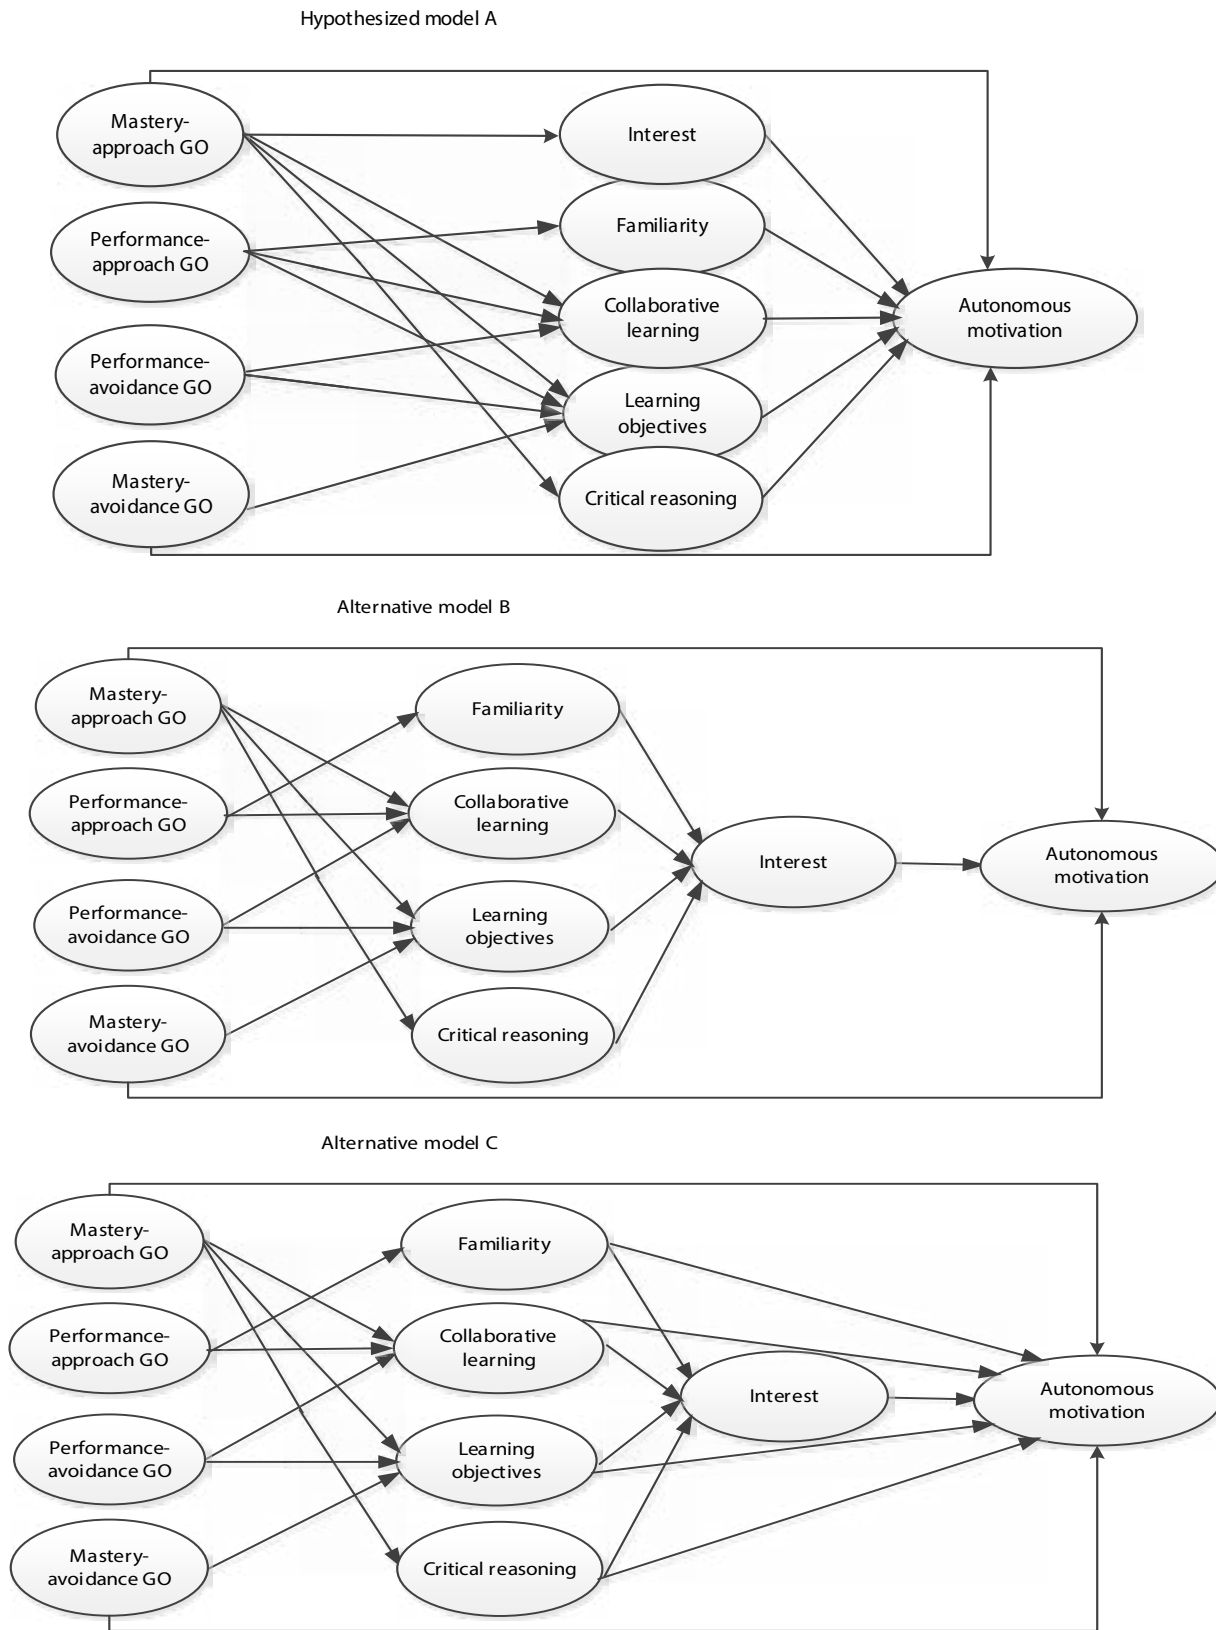 Hypothesized model A
Mastery-
approach GO
Performance-
approach GO
Performance-
avoidance GO
Mastery-
avoidance GO
Interest
Familiarity
Collaborative
learning
Learning
objectives
Critical reasoning
Autonomous
motivation
Alternative model B
Mastery-
approach GO
Performance-
approach GO
Performance-
avoidance GO
Mastery-
avoidance GO
Familiarity
Collaborative
learning
Learning
objectives
Critical reasoning
Interest
Autonomous
motivation
Alternative model C
Mastery-
approach GO
Performance-
approach GO
Performance-
avoidance GO
Mastery-
avoidance GO
Familiarity
Collaborative
learning
Learning
objectives
Critical reasoning
Interest
Autonomous
motivation